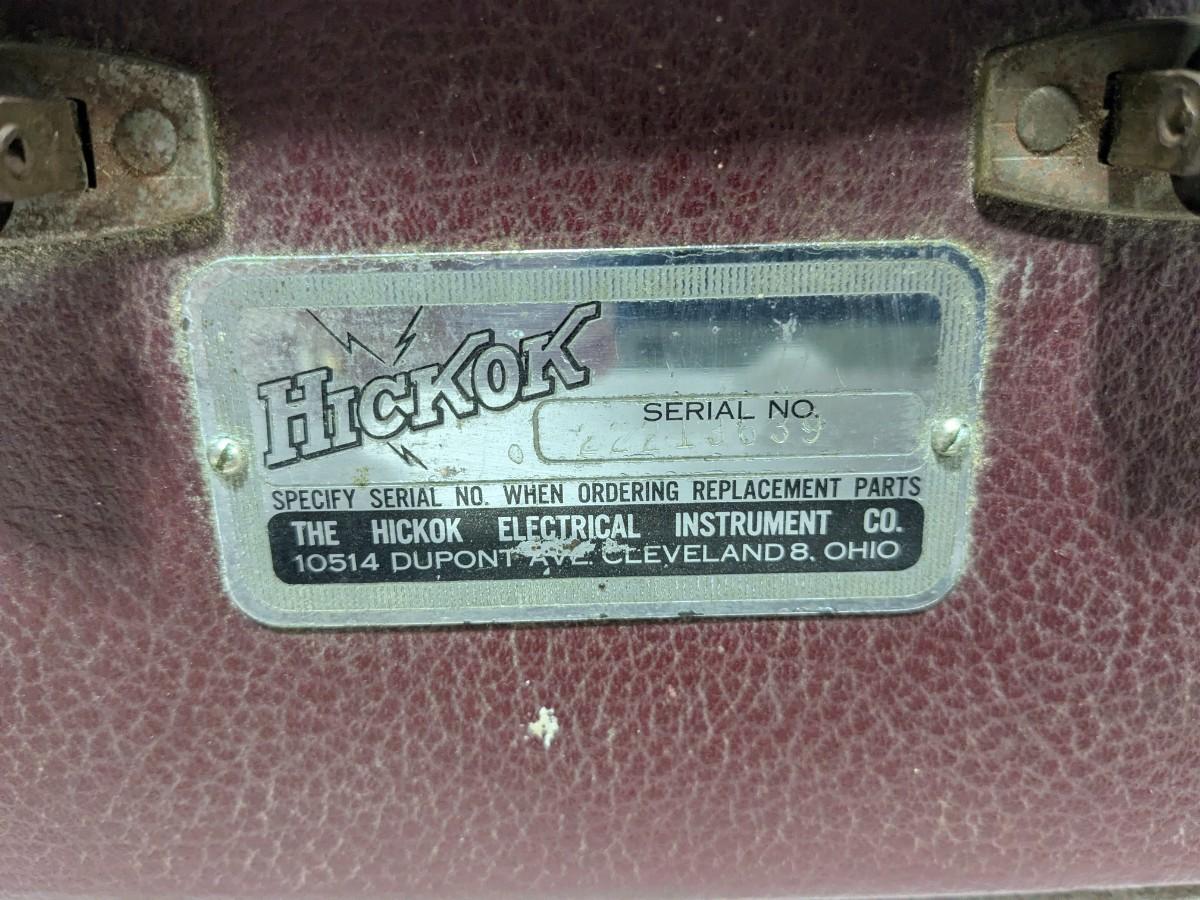 HICKOK
SERIAL NO.
SPECIFY SERIAL NO. WHEN ORDERING REPLACEMENT PARTS
THE HICKOK ELECTRICAL INSTRUMENT CO.
10514 DUPONT AVE. CLEVELAND 8, OHIO